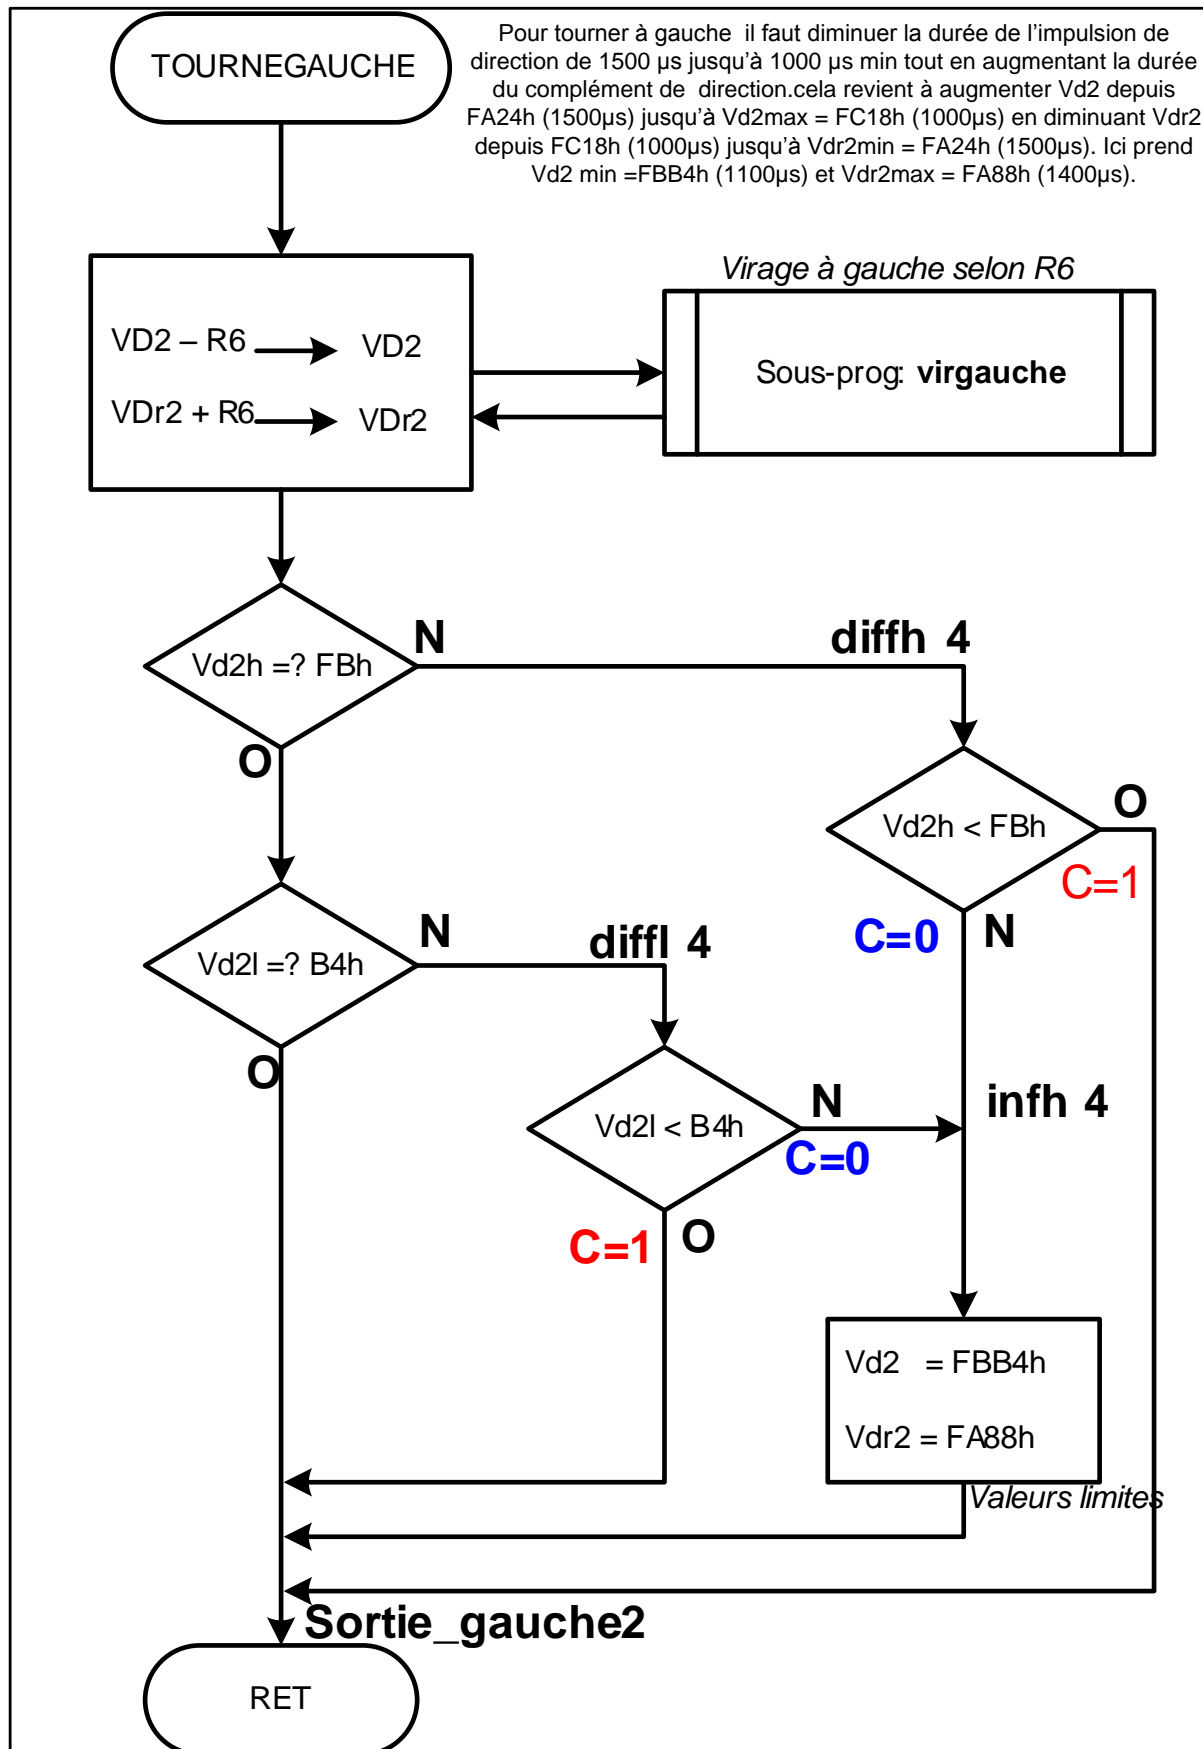 TOURNEGAUCHE
Pour tourner à gauche il faut diminuer la durée de l'impulsion de
direction de 1500 µs jusqu'à 1000 µs min tout en augmentant la durée
du complément de direction.cela revient à augmenter Vd2 depuis
FA24h (1500µs) jusqu'à Vd2max = FC18h (1000µs) en diminuant Vdr2
depuis FC18h (1000µs) jusqu'à Vdr2min = FA24h (1500µs). Ici prend
Vd2 min =FBB4h (1100µs) et Vdr2max = FA88h (1400µs).
Virage à gauche selon R6
VD2 – R6 VD2
VDr2 + R6 VDr2
Sous-prog: virgauche
Vd2h =? FBh
N
diffh 4
O
Vd2h < FBh
O
C=1
C=0
N
Vd2l =? B4h
N
diffl 4
O
Vd2l < B4h
N
C=0
infh 4
C=1
O
Vd2 = FBB4h
Vdr2 = FA88h
Valeurs limites
Sortie_gauche2
RET